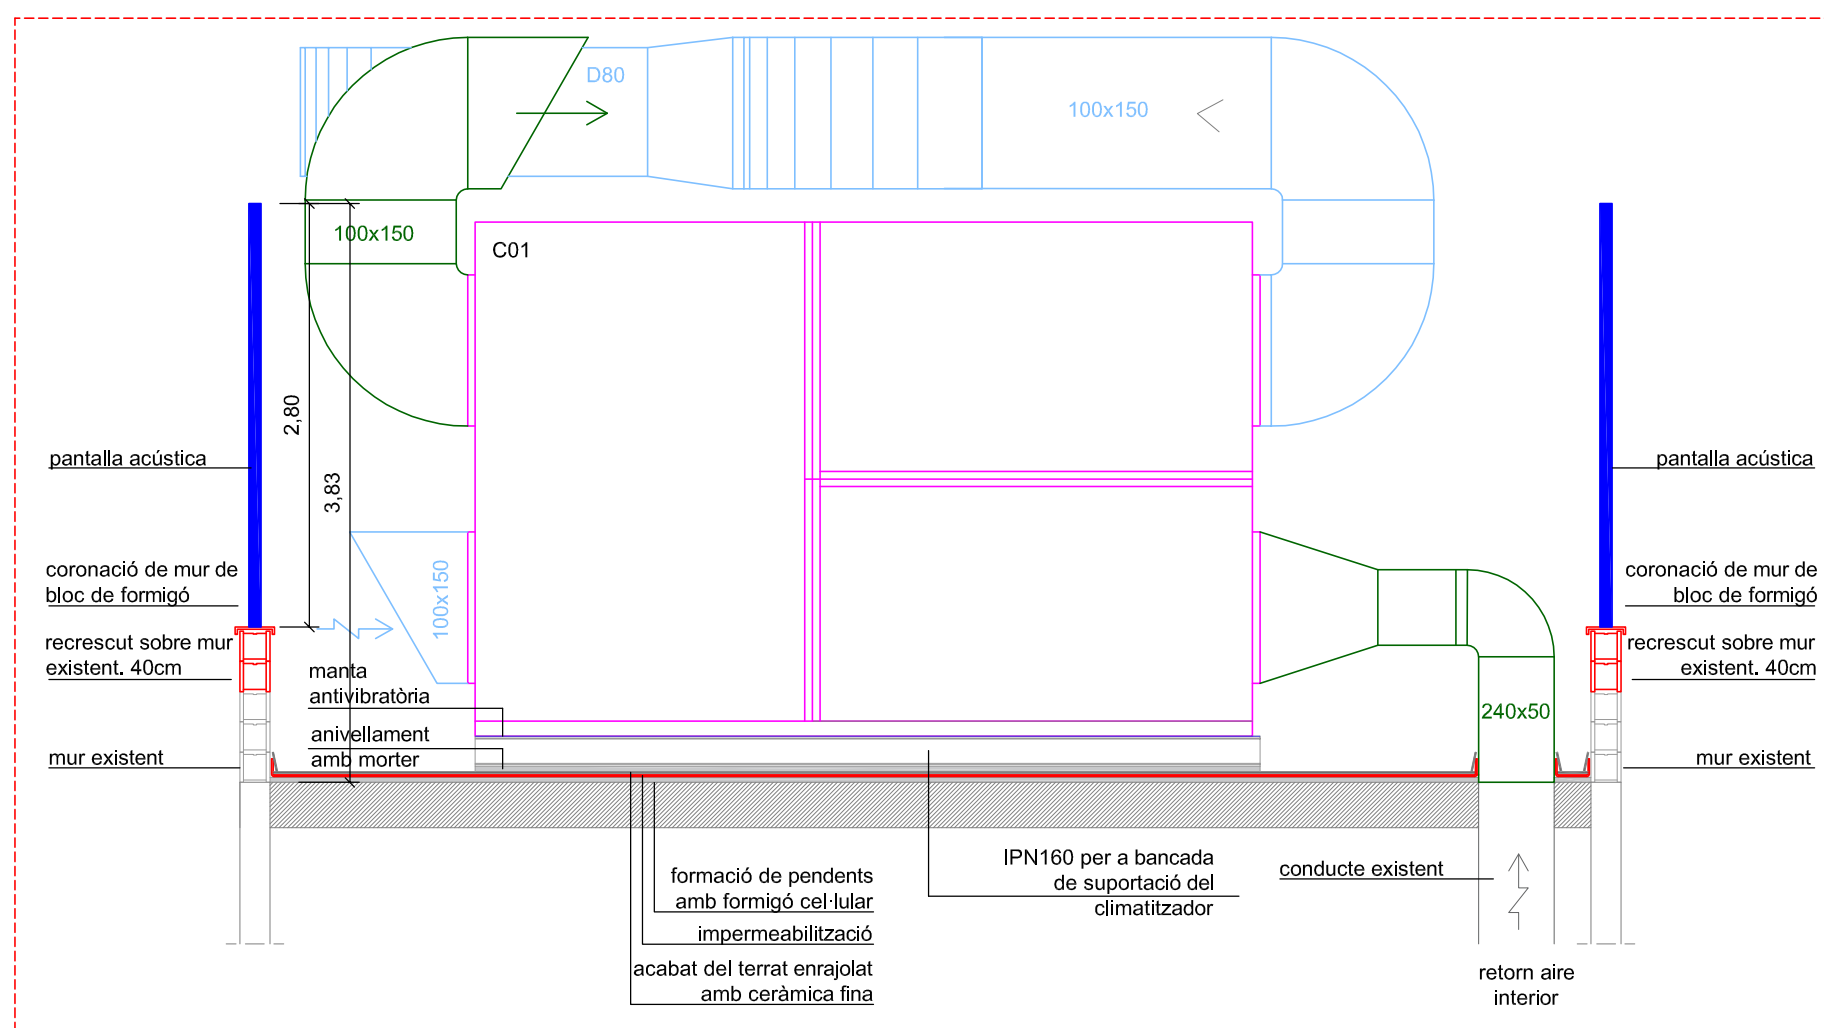 D80
100x150
100x150
C01
2,80
3,83
pantalla acústica
pantalla acústica
coronació de mur de
bloc de formigó
coronació de mur de
bloc de formigó
100x150
recrescut sobre mur
existent. 40cm
recrescut sobre mur
existent. 40cm
manta
antivibratòria
240x50
anivellament
amb morter
mur existent
mur existent
IPN160 per a bancada
de suportació del
climatitzador
conducte existent
formació de pendents
amb formigó cel·lular
impermeabilització
acabat del terrat enrajolat
amb ceràmica fina
retorn aire
interior